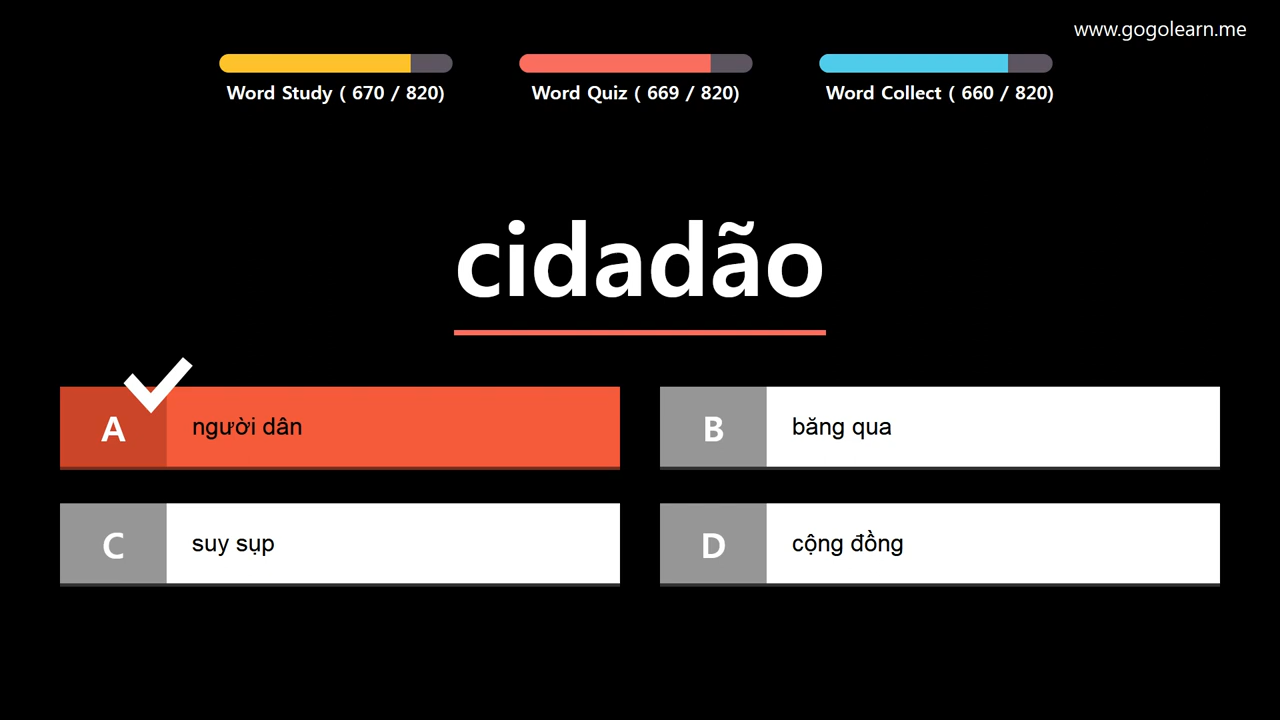 www.gogolearn.me
Word Study ( 670 / 820)
Word Quiz ( 669 / 820)
Word Collect ( 660 / 820)
cidadão
A người dân
B băng qua
C suy sụp
D cộng đồng